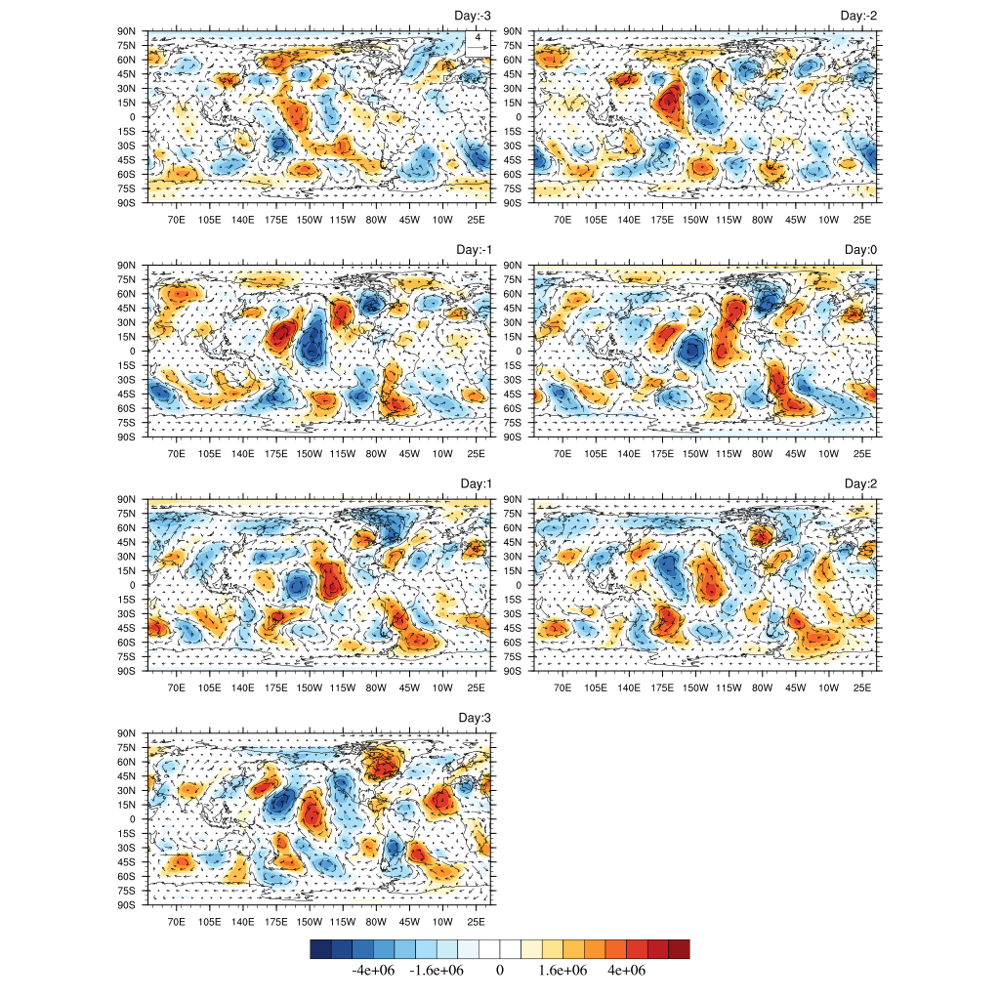 Day:-3
Day:-2
4
90N 90N
75N 75N
60N 60N
45N 45N
30N 30N
15N 15N
0 0
15S 15S
30S 30S
45S 45S
60S 60S
75S 75S
90S 90S
70E 105E 140E 175E 150W 115W 80W 45W 10W 25E 70E 105E 140E 175E 150W 115W 80W 45W 10W 25E
Day:-1
Day:0
90N 90N
75N 75N
60N 60N
45N 45N
30N 30N
15N 15N
0 0
15S 15S
30S 30S
45S 45S
60S 60S
75S 75S
90S 90S
70E 105E 140E 175E 150W 115W 80W 45W 10W 25E 70E 105E 140E 175E 150W 115W 80W 45W 10W 25E
Day:1
Day:2
90N 90N
75N 75N
60N 60N
45N 45N
30N 30N
15N 15N
0 0
15S 15S
30S 30S
45S 45S
60S 60S
75S 75S
90S 90S
70E 105E 140E 175E 150W 115W 80W 45W 10W 25E 70E 105E 140E 175E 150W 115W 80W 45W 10W 25E
Day:3
90N
75N
60N
45N
30N
15N
0
15S
30S
45S
60S
75S
90S
70E 105E 140E 175E 150W 115W 80W 45W 10W 25E
-4e+06 -1.6e+06 0 1.6e+06 4e+06